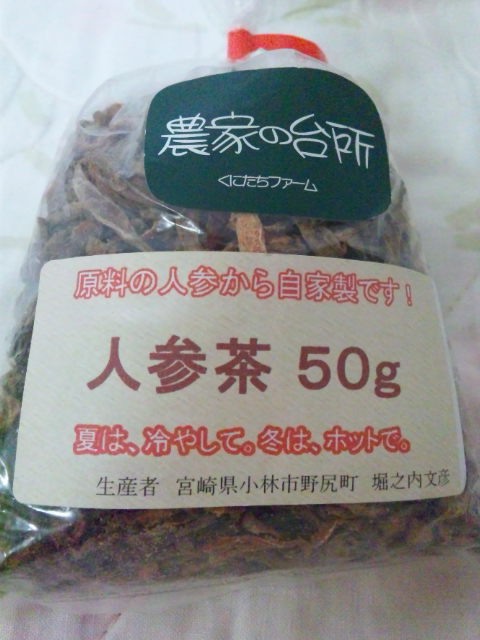 農家の台所
くにたちファーム
原料の人参から自家製です!
人参茶 50g
夏は、冷やして。冬は、ホットで。
生産者 宮崎県小林市野尻町 堀之内文彦